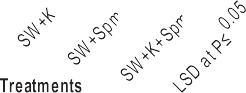 Treatments
SW+K
SW+Spm
SW+K+Spm
LSD at P≤ 0.05